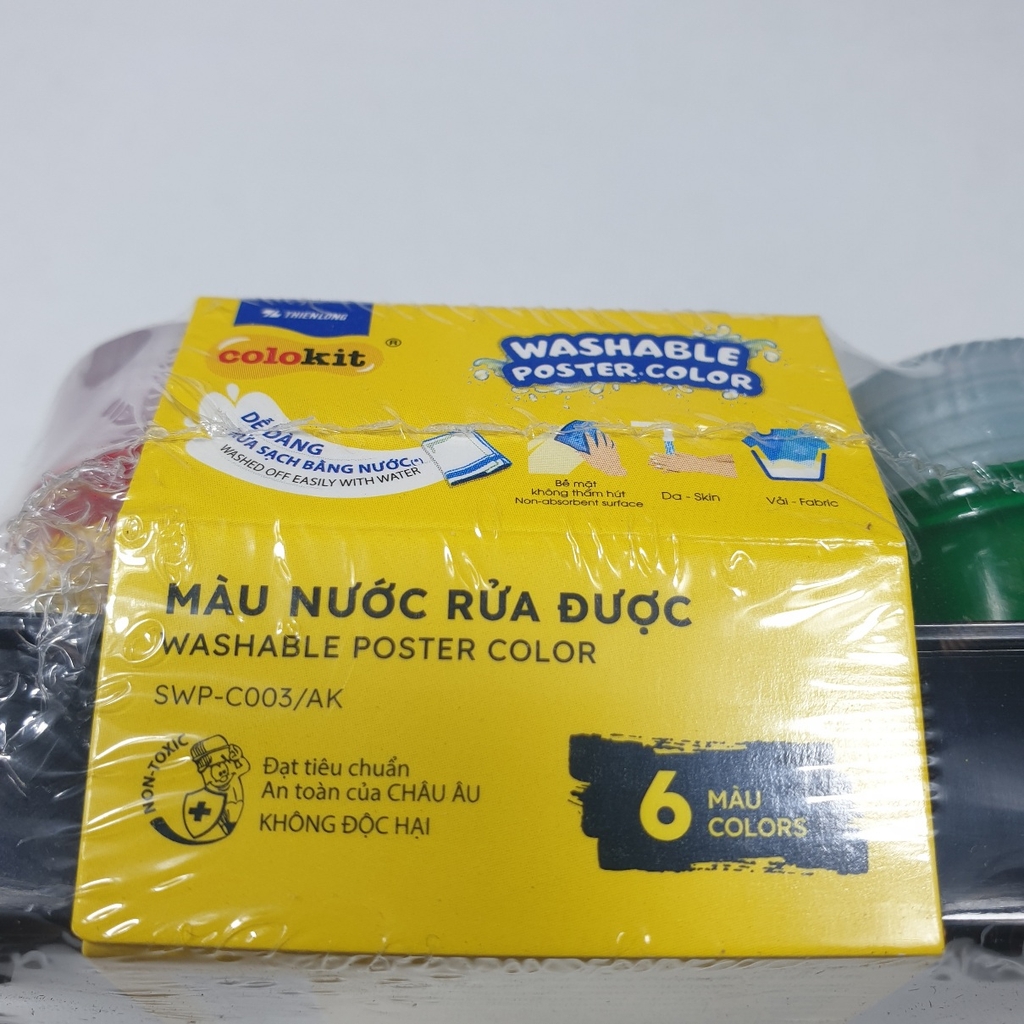 THIENLONG
colokit ®
WASHABLE
POSTER COLOR
DỄ DÀNG
RỬA SẠCH BẰNG NƯỚC(*)
WASHED OFF EASILY WITH WATER
Bề mặt
không thấm hút
Non-absorbent surface
Da - Skin
Vải - Fabric
MÀU NƯỚC RỬA ĐƯỢC
WASHABLE POSTER COLOR
SWP-C003/AK
NON-TOXIC
Đạt tiêu chuẩn
An toàn của CHÂU ÂU
KHÔNG ĐỘC HẠI
6 MÀU
COLORS